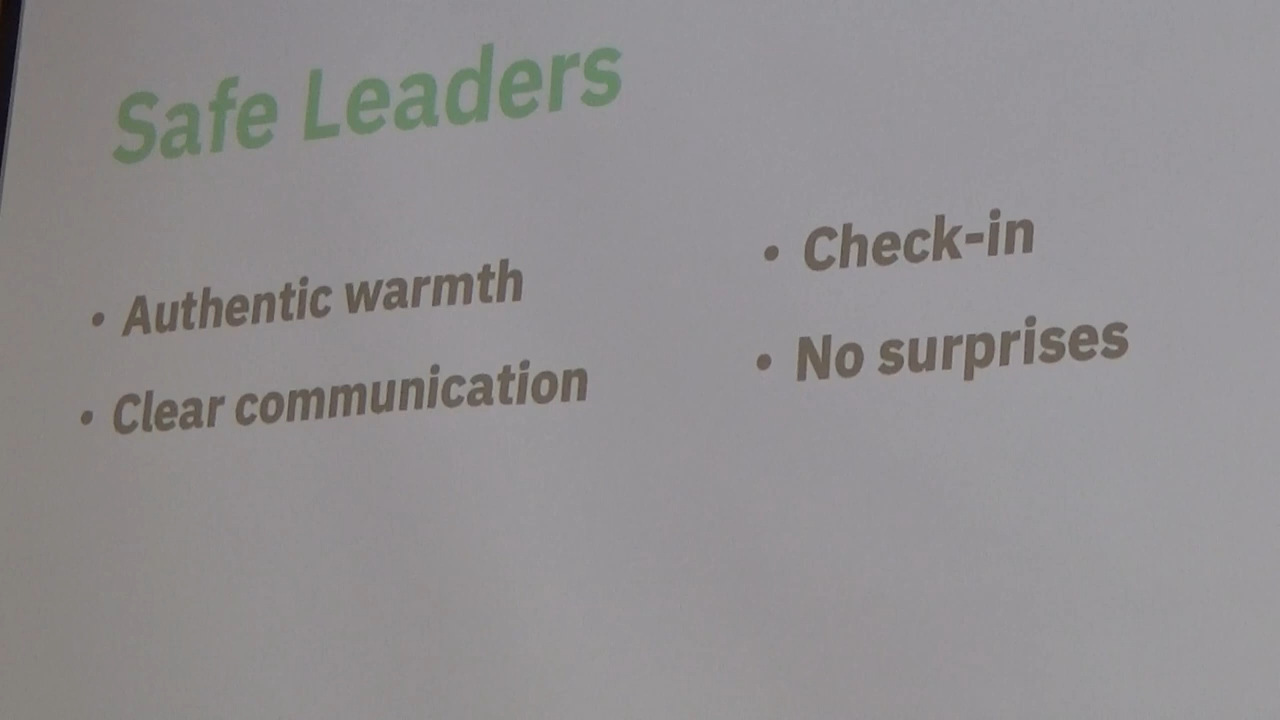 Safe Leaders
• Authentic warmth
• Clear communication
• Check-in
• No surprises